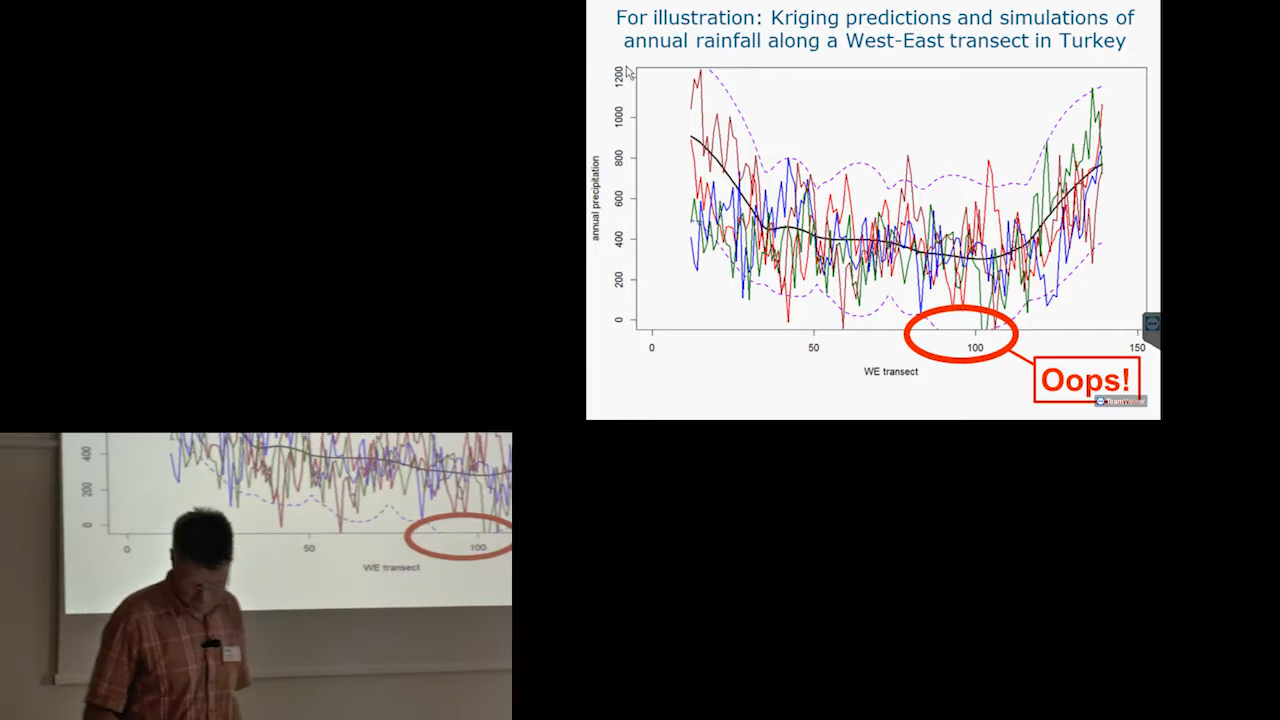 For illustration: Kriging predictions and simulations of
annual rainfall along a West-East transect in Turkey
1200
1000
800
600
400
200
0
annual precipitation
0 50 100 150
WE transect
Oops!
TeamViewer
400
200
0
0 50 100
WE transect